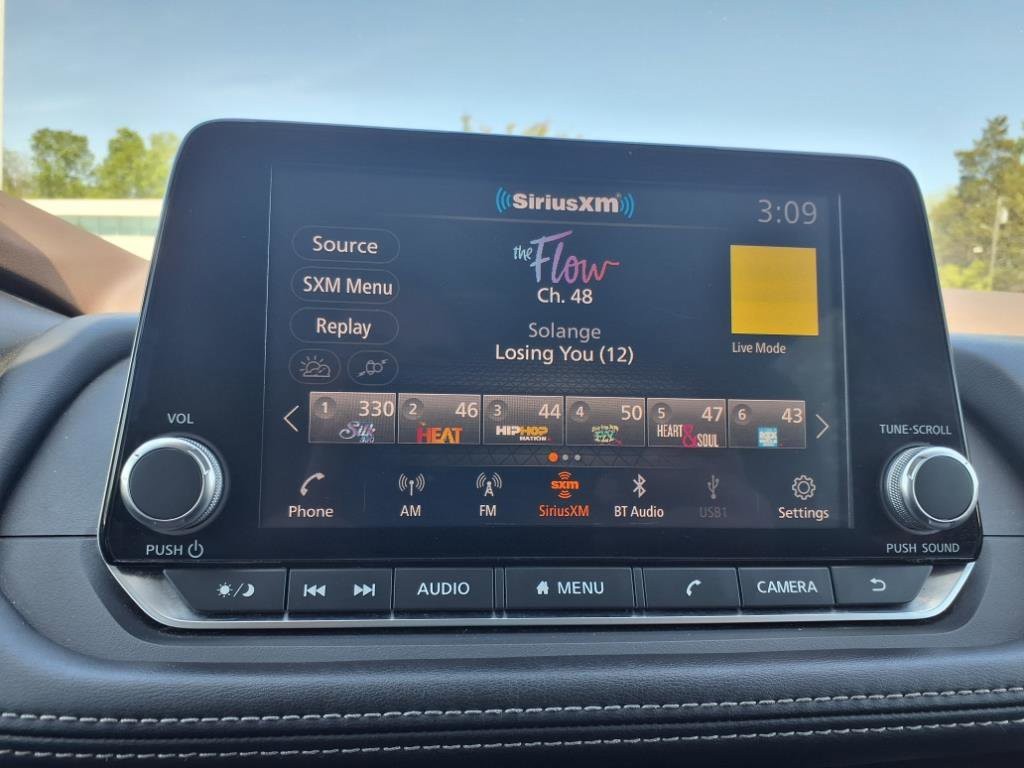 SiriusXM
3:09
Source
SXM Menu
Replay
the Flow
Ch. 48
Solange
Losing You (12)
Live Mode
1 330
2 46 HEAT
3 44 HIPHOP NATION
4 50
5 47 HEART & SOUL
6 43
VOL
PUSH
TUNE·SCROLL
PUSH SOUND
Phone
AM
FM
sxm
SiriusXM
BT Audio
USB1
Settings
AUDIO
MENU
CAMERA